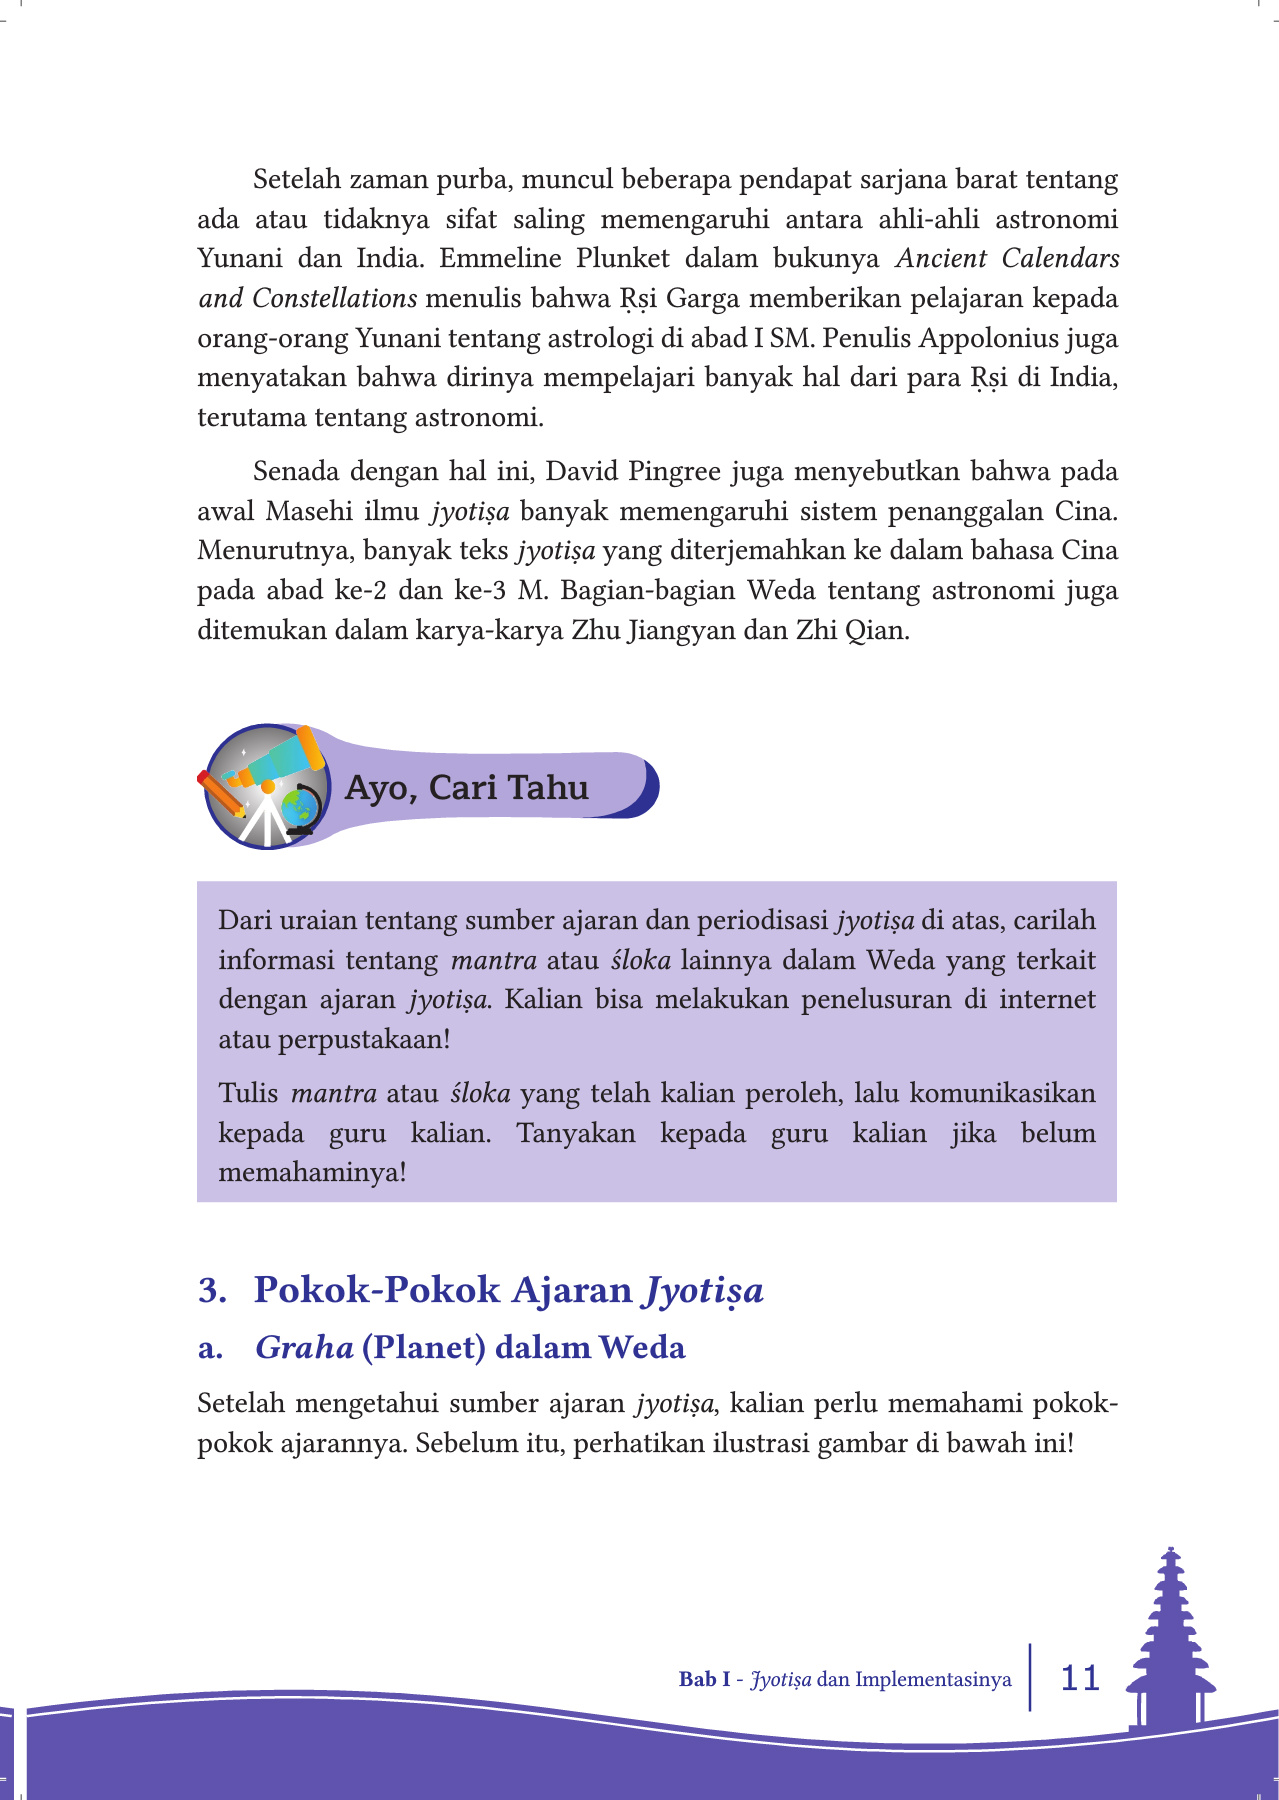 Setelah zaman purba, muncul beberapa pendapat sarjana barat tentang
ada atau tidaknya sifat saling memengaruhi antara ahli-ahli astronomi
Yunani dan India. Emmeline Plunket dalam bukunya Ancient Calendars
and Constellations menulis bahwa Ṛṣi Garga memberikan pelajaran kepada
orang-orang Yunani tentang astrologi di abad I SM. Penulis Appolonius juga
menyatakan bahwa dirinya mempelajari banyak hal dari para Ṛṣi di India,
terutama tentang astronomi.
Senada dengan hal ini, David Pingree juga menyebutkan bahwa pada
awal Masehi ilmu jyotiṣa banyak memengaruhi sistem penanggalan Cina.
Menurutnya, banyak teks jyotiṣa yang diterjemahkan ke dalam bahasa Cina
pada abad ke-2 dan ke-3 M. Bagian-bagian Weda tentang astronomi juga
ditemukan dalam karya-karya Zhu Jiangyan dan Zhi Qian.
Ayo, Cari Tahu
Dari uraian tentang sumber ajaran dan periodisasi jyotiṣa di atas, carilah
informasi tentang mantra atau śloka lainnya dalam Weda yang terkait
dengan ajaran jyotiṣa. Kalian bisa melakukan penelusuran di internet
atau perpustakaan!
Tulis mantra atau śloka yang telah kalian peroleh, lalu komunikasikan
kepada guru kalian. Tanyakan kepada guru kalian jika belum
memahaminya!
3. Pokok-Pokok Ajaran Jyotiṣa
a. Graha (Planet) dalam Weda
Setelah mengetahui sumber ajaran jyotiṣa, kalian perlu memahami pokok-
pokok ajarannya. Sebelum itu, perhatikan ilustrasi gambar di bawah ini!
Bab I - Jyotiṣa dan Implementasinya 11